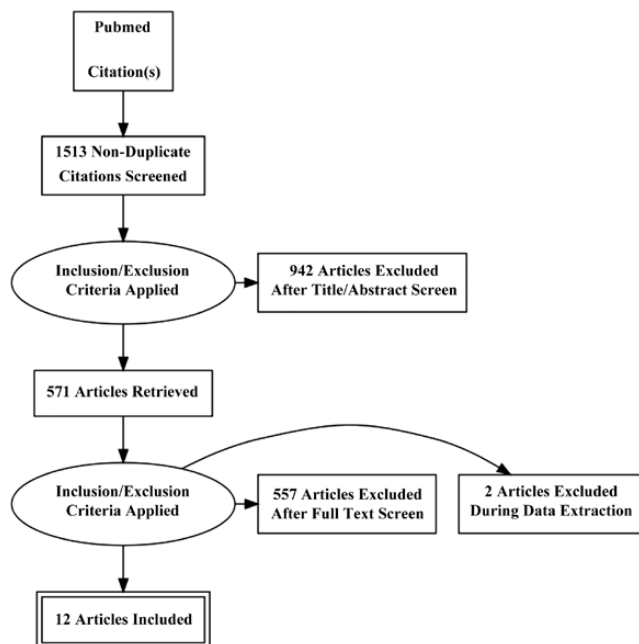 Pubmed
Citation(s)
1513 Non-Duplicate
Citations Screened
Inclusion/Exclusion
Criteria Applied
942 Articles Excluded
After Title/Abstract Screen
571 Articles Retrieved
Inclusion/Exclusion
Criteria Applied
557 Articles Excluded
After Full Text Screen
2 Articles Excluded
During Data Extraction
12 Articles Included